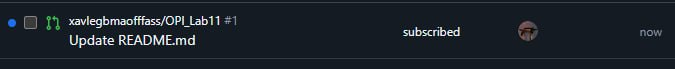 xavlegbmaofffass/OPI_Lab11 #1
Update README.md
subscribed
now